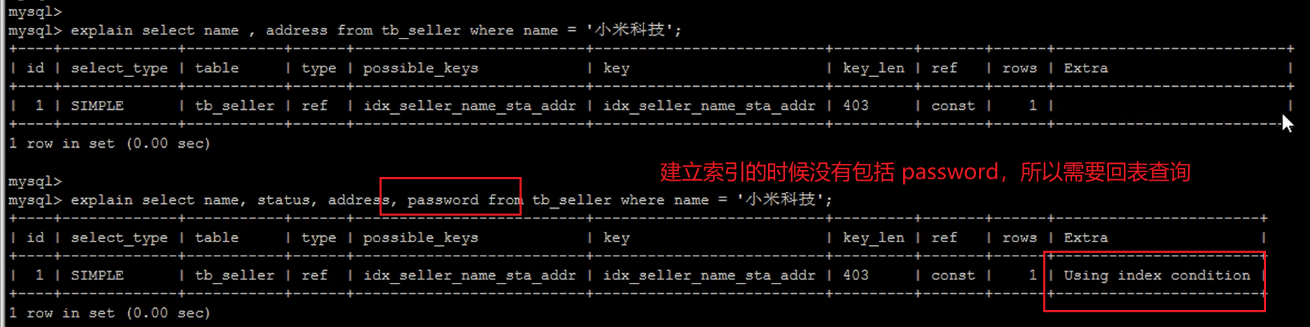 mysql>
mysql> explain select name , address from tb_seller where name = '小米科技';
+----+-------------+-----------+------+--------------------------+--------------------------+---------+-------+------+-----------------------+
| id | select_type | table | type | possible_keys | key | key_len | ref | rows | Extra |
+----+-------------+-----------+------+--------------------------+--------------------------+---------+-------+------+-----------------------+
| 1 | SIMPLE | tb_seller | ref | idx_seller_name_sta_addr | idx_seller_name_sta_addr | 403 | const | 1 | |
+----+-------------+-----------+------+--------------------------+--------------------------+---------+-------+------+-----------------------+
1 row in set (0.00 sec)
建立索引的时候没有包括 password，所以需要回表查询
mysql>
mysql> explain select name, status, address, password from tb_seller where name = '小米科技';
+----+-------------+-----------+------+--------------------------+--------------------------+---------+-------+------+-----------------------+
| id | select_type | table | type | possible_keys | key | key_len | ref | rows | Extra |
+----+-------------+-----------+------+--------------------------+--------------------------+---------+-------+------+-----------------------+
| 1 | SIMPLE | tb_seller | ref | idx_seller_name_sta_addr | idx_seller_name_sta_addr | 403 | const | 1 | Using index condition |
+----+-------------+-----------+------+--------------------------+--------------------------+---------+-------+------+-----------------------+
1 row in set (0.00 sec)